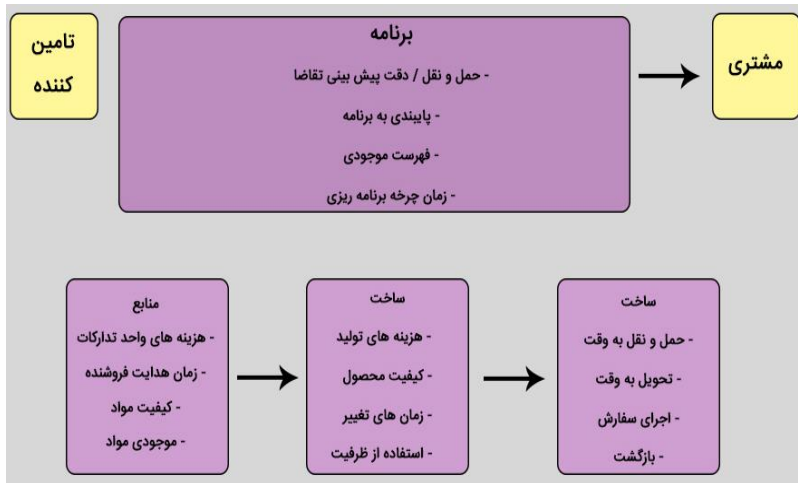 تامین
کننده
برنامه
- حمل و نقل / دقت پیش بینی تقاضا
- پایبندی به برنامه
- فهرست موجودی
- زمان چرخه برنامه ریزی
مشتری
منابع
- هزینه های واحد تدارکات
- زمان هدایت فروشنده
- کیفیت مواد
- موجودی مواد
ساخت
- هزینه های تولید
- کیفیت محصول
- زمان های تغییر
- استفاده از ظرفیت
ساخت
- حمل و نقل به وقت
- تحویل به وقت
- اجرای سفارش
- بازگشت